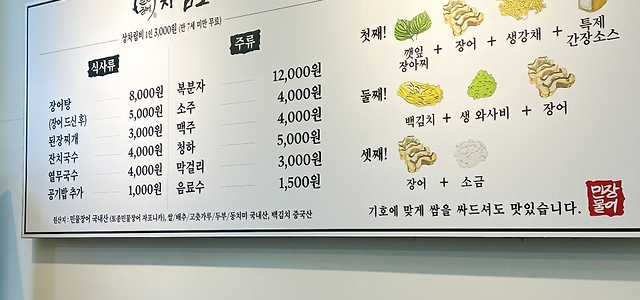 상차림비 1인 3,000원 (만 7세 미만 무료)
식사류
장어탕 8,000원
(장어 드신 후) 5,000원
된장찌개 3,000원
잔치국수 4,000원
열무국수 4,000원
공기밥 추가 1,000원
주류
복분자 12,000원
소주 4,000원
맥주 4,000원
청하 5,000원
막걸리 3,000원
음료수 1,500원
원산지 : 민물장어 국내산 (토종민물장어 자포니카), 쌀/배추/고춧가루/두부/동치미 국내산, 백김치 중국산
첫째!
깻잎 장아찌 + 장어 + 생강채 + 특제 간장소스
둘째!
백김치 + 생 와사비 + 장어
셋째!
장어 + 소금
기호에 맞게 쌈을 싸드셔도 맛있습니다.
민장
물어